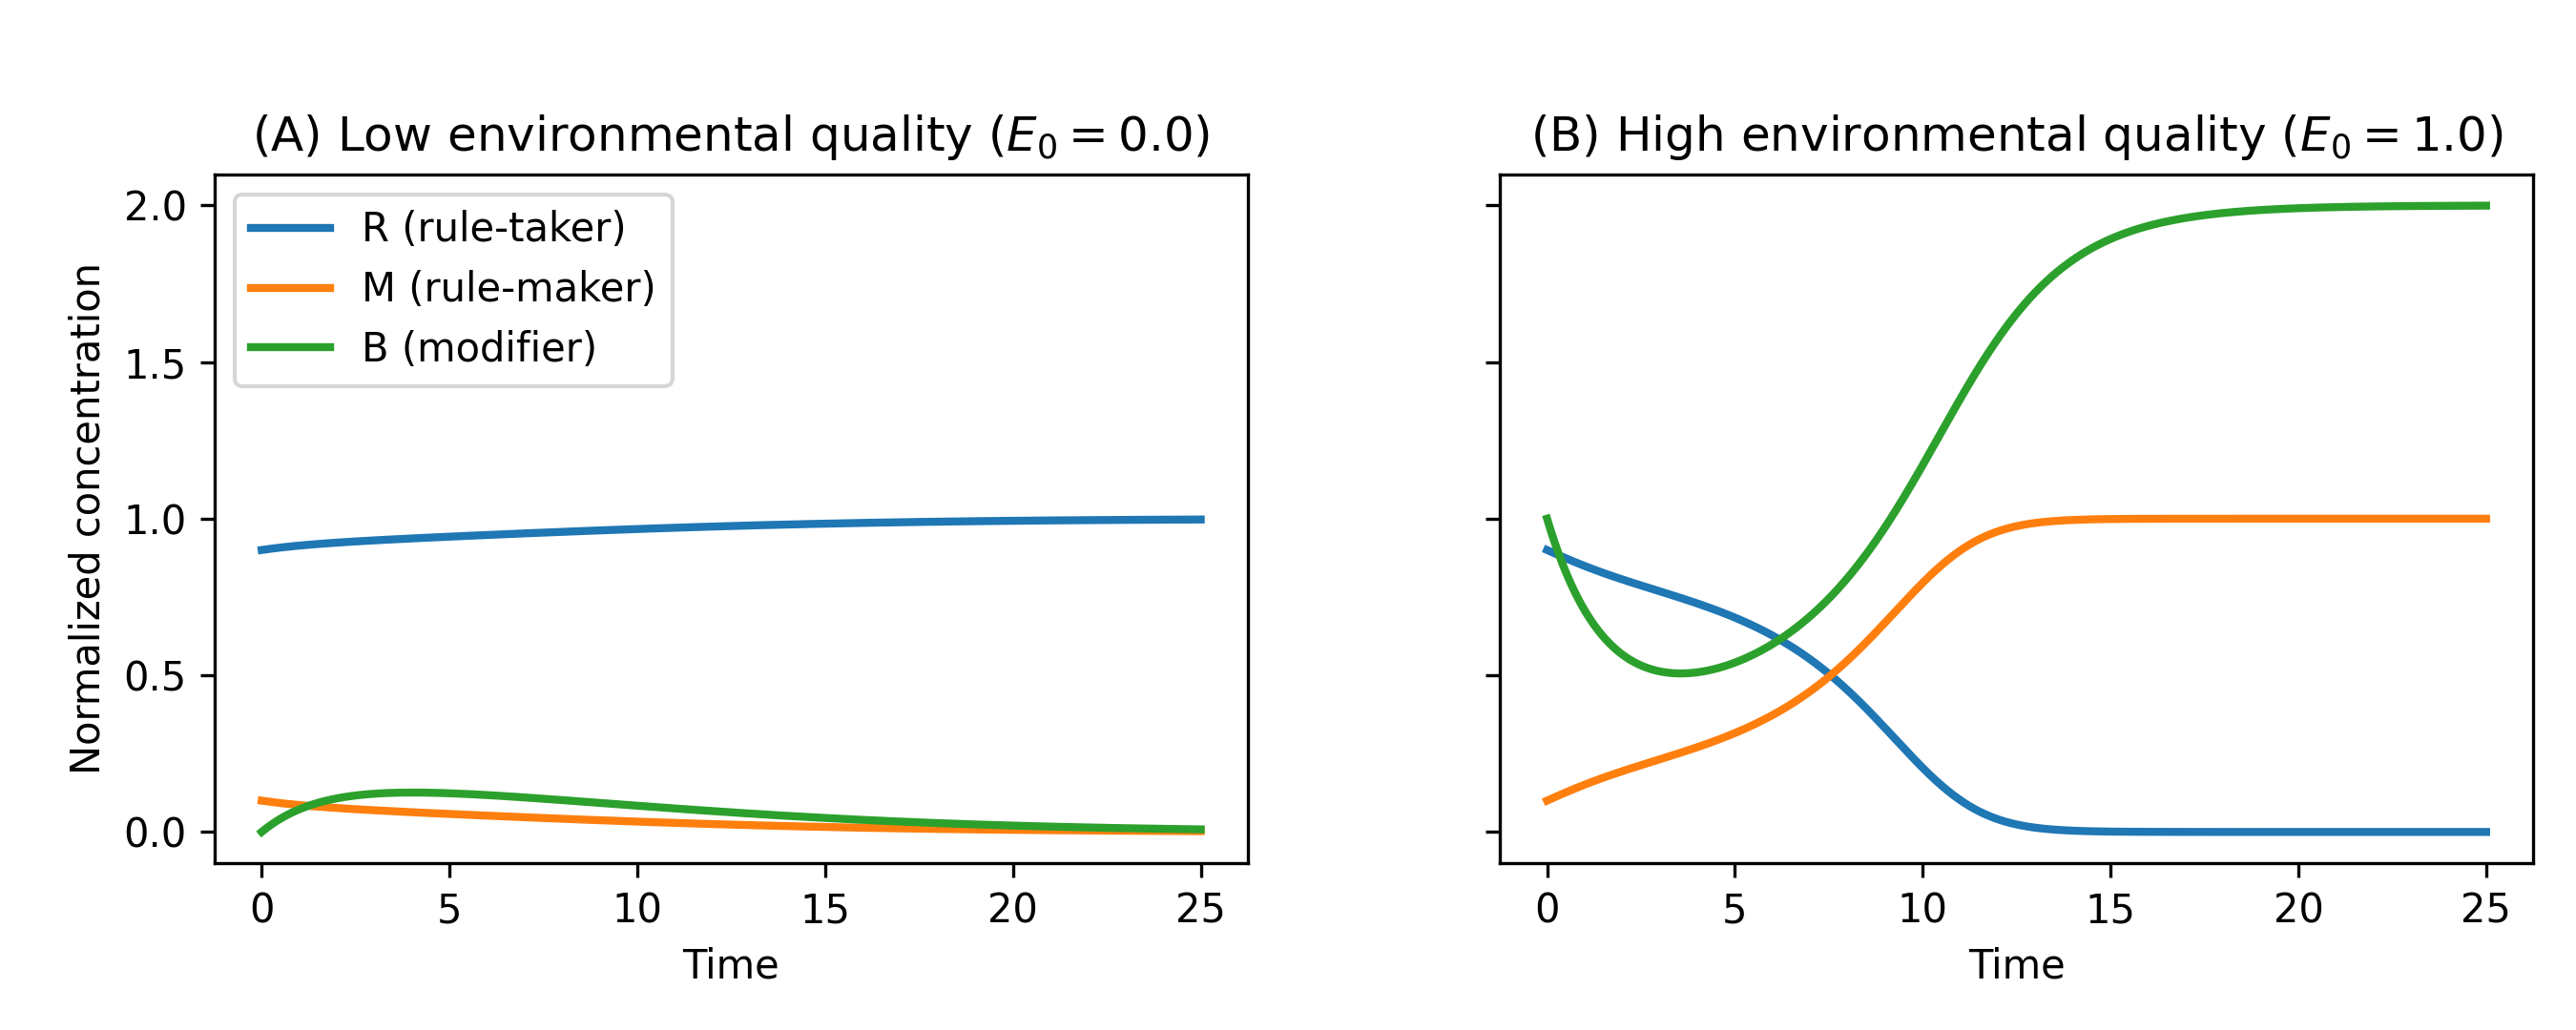 (A) Low environmental quality (E₀ = 0.0)
R (rule-taker)
M (rule-maker)
B (modifier)
Normalized concentration
2.0
1.5
1.0
0.5
0.0
0 5 10 15 20 25
Time
(B) High environmental quality (E₀ = 1.0)
0 5 10 15 20 25
Time